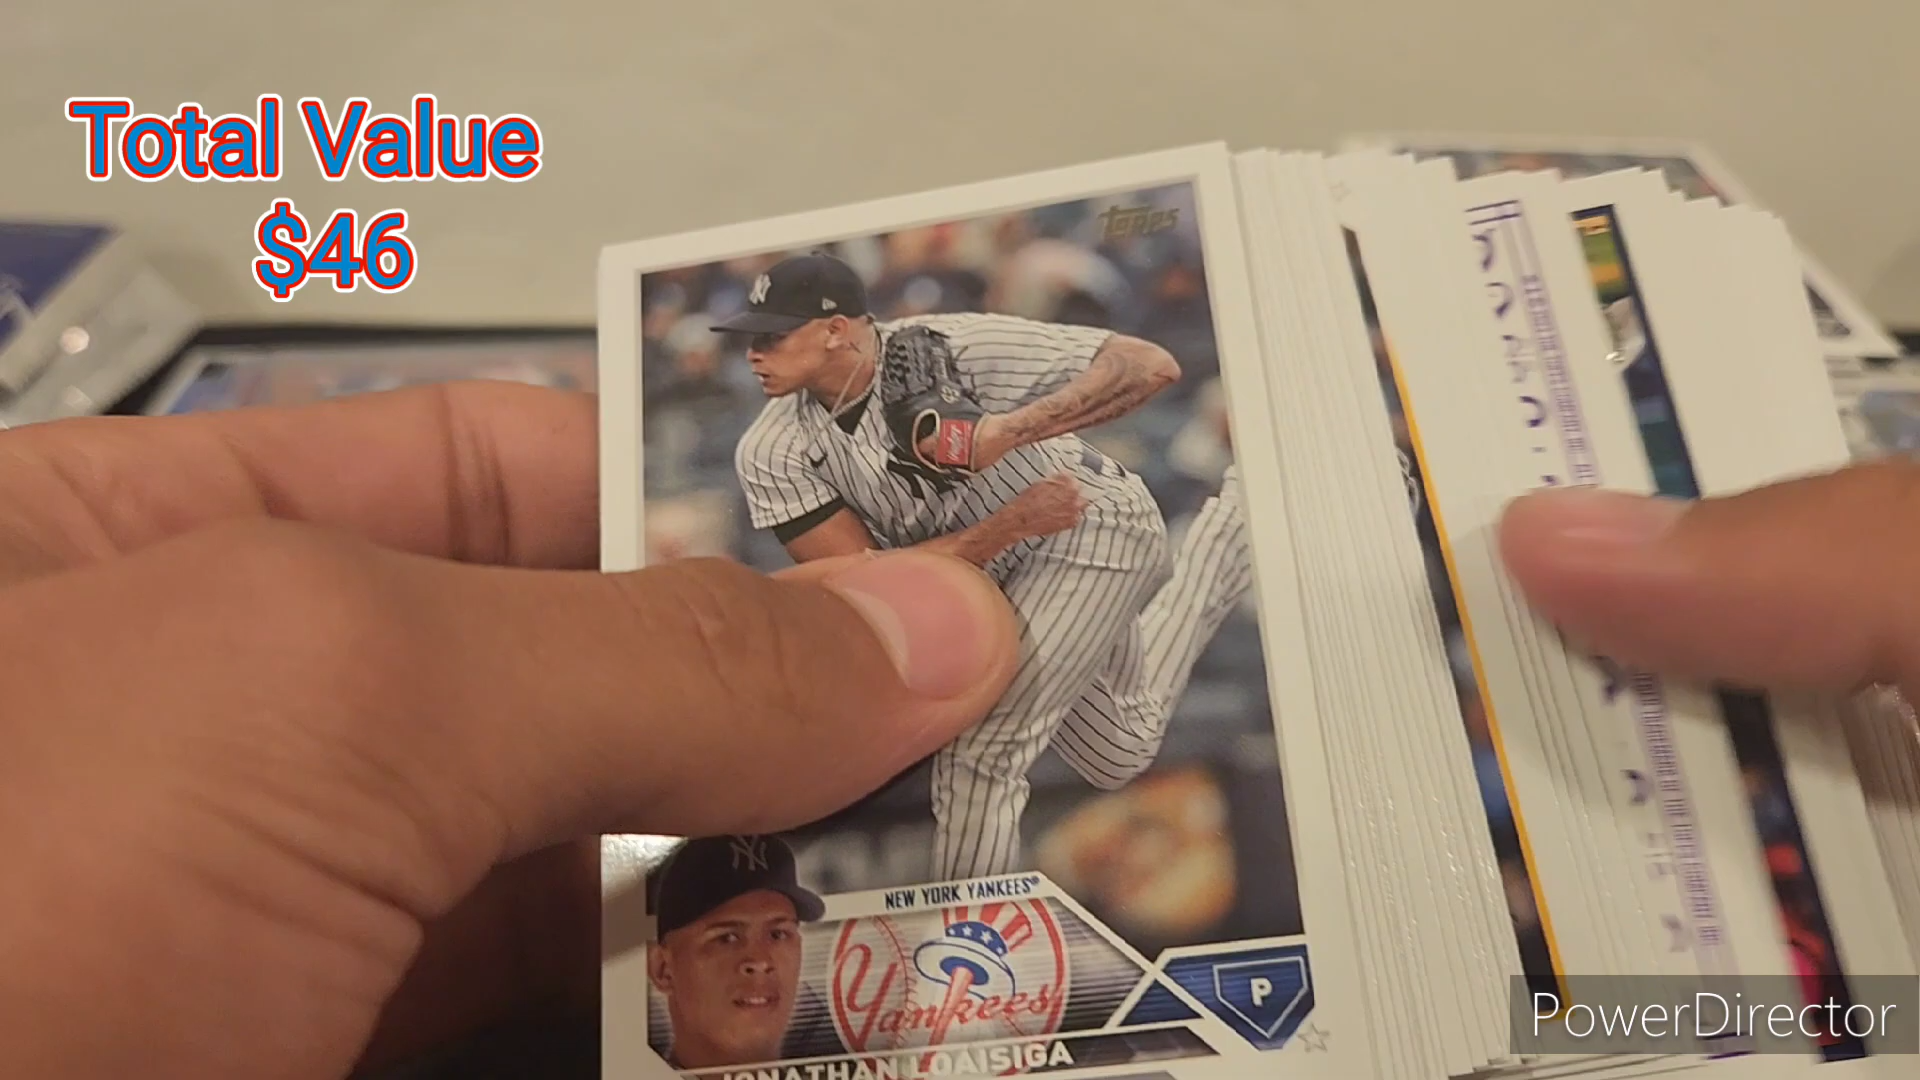 Total Value
$46
topps
NEW YORK YANKEES®
Yankees
P
JONATHAN LOAISIGA
PowerDirector